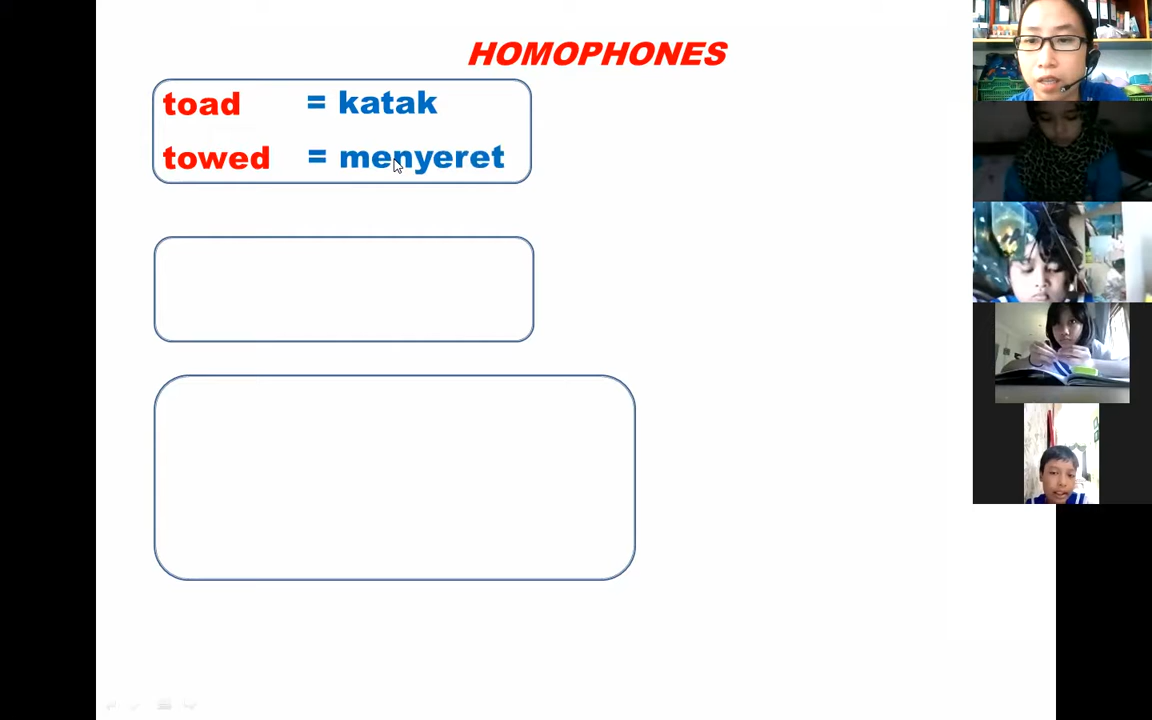 HOMOPHONES
toad = katak
towed = menyeret